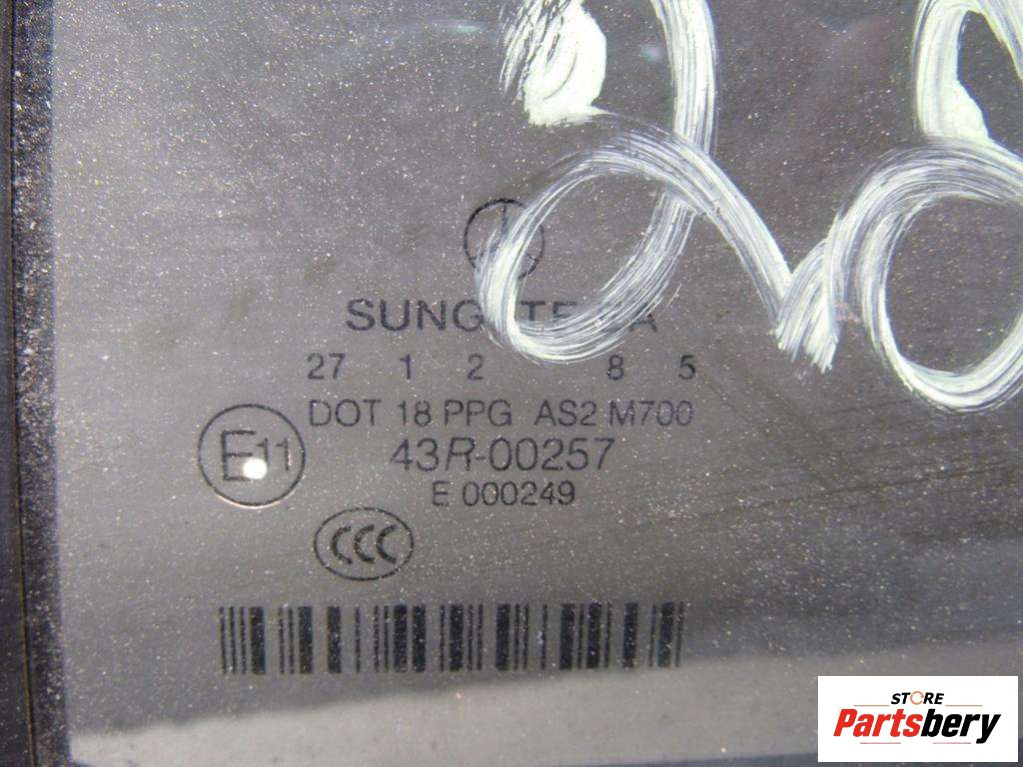 27 1 2 8 5
DOT 18 PPG AS2 M700
E11
43R-00257
E 000249
CCC
STORE
Partsbery